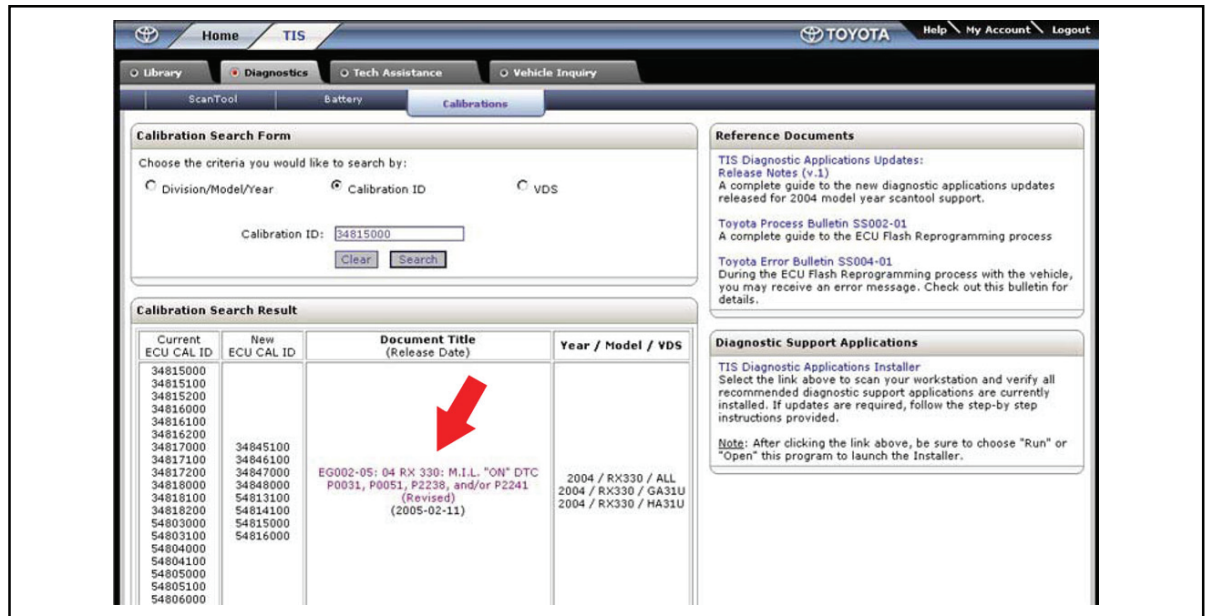 Home TIS TOYOTA Help My Account Logout
Library Diagnostics Tech Assistance Vehicle Inquiry
ScanTool Battery Calibrations
Calibration Search Form
Choose the criteria you would like to search by:
Division/Model/Year Calibration ID VDS
Calibration ID: 34815000
Clear Search
Calibration Search Result
Current ECU CAL ID
New ECU CAL ID
Document Title
(Release Date)
Year / Model / VDS
34815000
34815100
34815200
34816000
34816100
34816200
34817000
34817100
34817200
34818000
34818100
34818200
54803000
54803100
54804000
54804100
54805000
54805100
54806000
34845100
34846100
34847000
34848000
54813100
54814100
54815000
54816000
EG002-05: 04 RX 330: M.I.L. "ON" DTC
P0031, P0051, P2238, and/or P2241
(Revised)
(2005-02-11)
2004 / RX330 / ALL
2004 / RX330 / GA31U
2004 / RX330 / HA31U
Reference Documents
TIS Diagnostic Applications Updates:
Release Notes (v.1)
A complete guide to the new diagnostic applications updates
released for 2004 model year scantool support.
Toyota Process Bulletin SS002-01
A complete guide to the ECU Flash Reprogramming process
Toyota Error Bulletin SS004-01
During the ECU Flash Reprogramming process with the vehicle,
you may receive an error message. Check out this bulletin for
details.
Diagnostic Support Applications
TIS Diagnostic Applications Installer
Select the link above to scan your workstation and verify all
recommended diagnostic support applications are currently
installed. If updates are required, follow the step-by step
instructions provided.
Note: After clicking the link above, be sure to choose "Run" or
"Open" this program to launch the Installer.